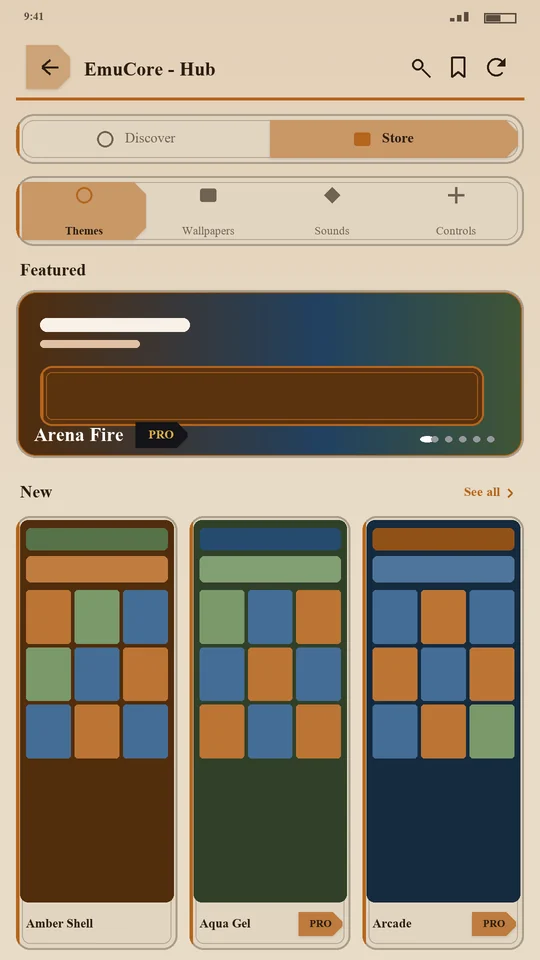 9:41
EmuCore - Hub
Discover
Store
Themes
Wallpapers
Sounds
Controls
Featured
Arena Fire
PRO
New
See all
Amber Shell
Aqua Gel
PRO
Arcade
PRO